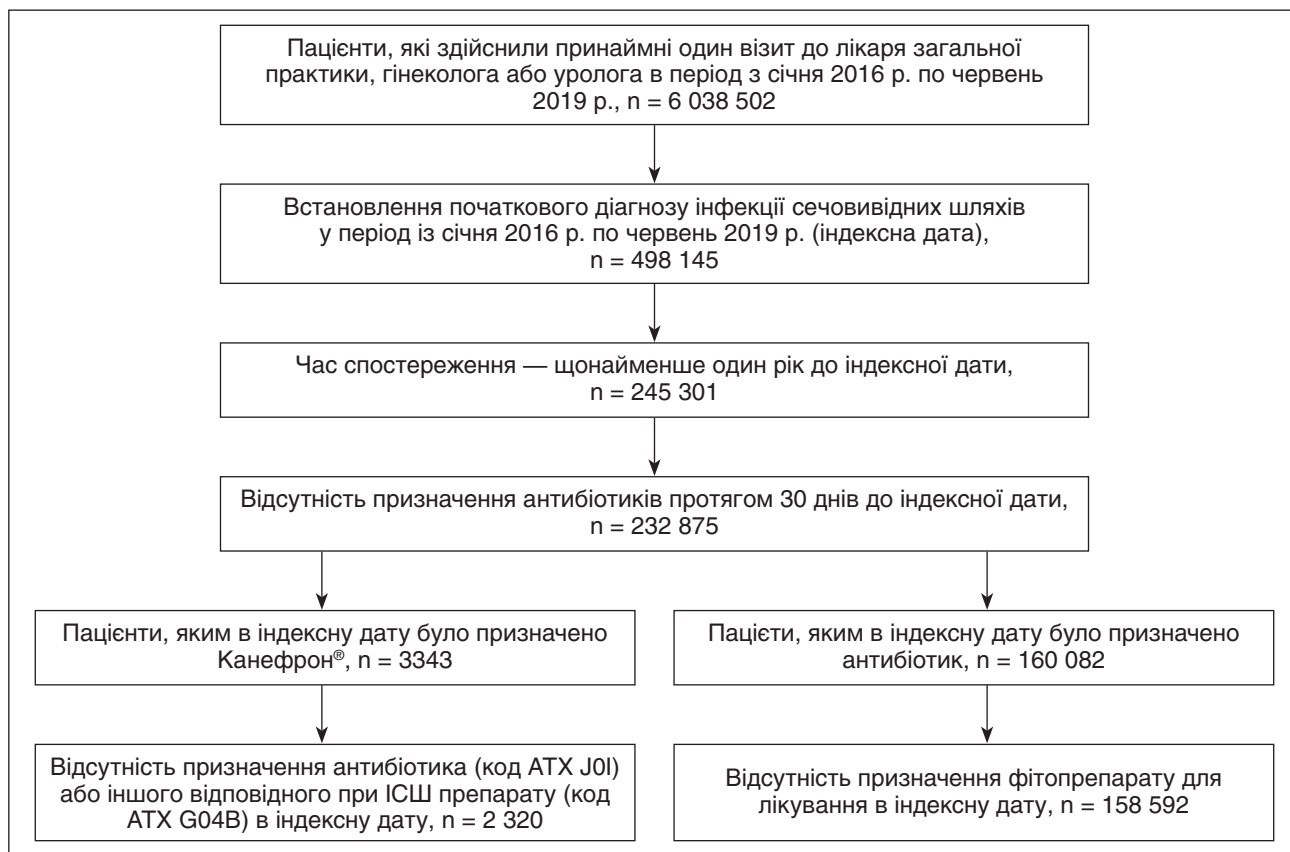 Пацієнти, які здійснили принаймні один візит до лікаря загальної
практики, гінеколога або уролога в період з січня 2016 р. по червень
2019 р., n = 6 038 502
Встановлення початкового діагнозу інфекції сечовивідних шляхів
у період із січня 2016 р. по червень 2019 р. (індексна дата),
n = 498 145
Час спостереження — щонайменше один рік до індексної дати,
n = 245 301
Відсутність призначення антибіотиків протягом 30 днів до індексної дати,
n = 232 875
Пацієнти, яким в індексну дату було призначено
Канефрон®, n = 3343
Пацієти, яким в індексну дату було призначено
антибіотик, n = 160 082
Відсутність призначення антибіотика (код АТХ J0I)
або іншого відповідного при ІСШ препарату (код
АТХ G04B) в індексну дату, n = 2 320
Відсутність призначення фітопрепарату для
лікування в індексну дату, n = 158 592